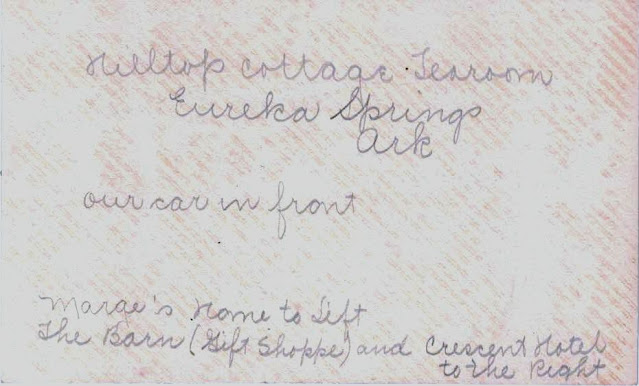 Hilltop Cottage Tearoom
Eureka Springs
Ark
our car in front
Marge's Home to Left
The Barn (Gift Shoppe) and Crescent Hotel
to the Right